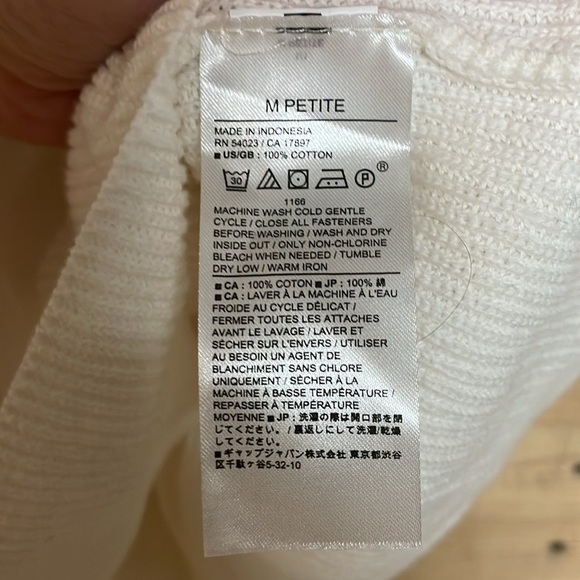 M PETITE
MADE IN INDONESIA
RN 54023 / CA 17897
■ US/GB : 100% COTTON
30
P
®
1166
MACHINE WASH COLD GENTLE
CYCLE / CLOSE ALL FASTENERS
BEFORE WASHING / WASH AND DRY
INSIDE OUT / ONLY NON-CHLORINE
BLEACH WHEN NEEDED / TUMBLE
DRY LOW / WARM IRON
■ CA : 100% COTTON ■ JP : 100% 綿
■ CA : LAVER À LA MACHINE À L'EAU
FROIDE AU CYCLE DÉLICAT /
FERMER TOUTES LES ATTACHES
AVANT LE LAVAGE / LAVER ET
SÉCHER SUR L'ENVERS / UTILISER
AU BESOIN UN AGENT DE
BLANCHIMENT SANS CHLORE
UNIQUEMENT / SÉCHER À LA
MACHINE À BASSE TEMPÉRATURE /
REPASSER À TEMPÉRATURE
MOYENNE ■ JP : 洗濯の際は開口部を閉
じてください。/ 裏返しにして洗濯/乾燥
してください。
■ ギャップジャパン株式会社 東京都渋谷
区千駄ヶ谷5-32-10